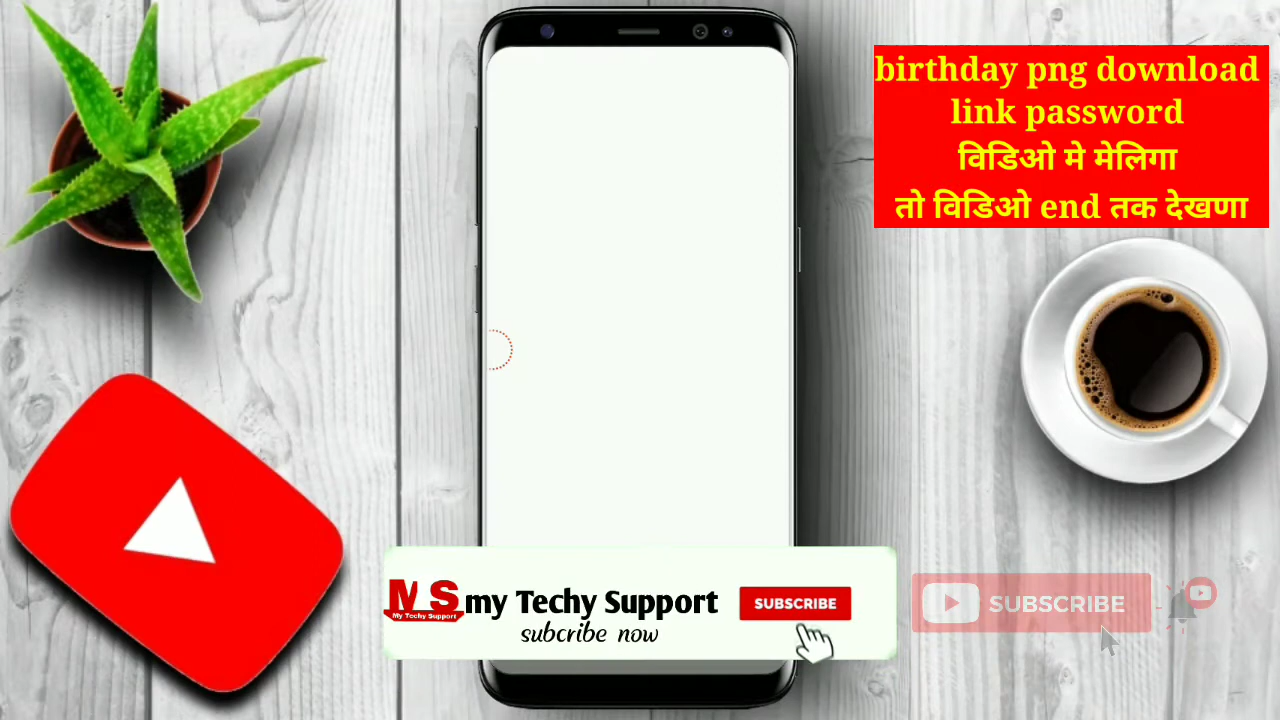 birthday png download
link password
विडिओ मे मेलिगा
तो विडिओ end तक देखणा
MS
My Techy Support
my Techy Support
subcribe now
SUBSCRIBE
SUBSCRIBE